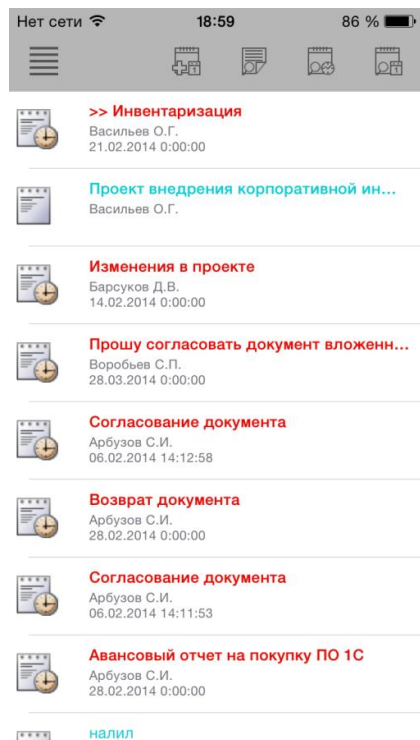 Нет сети 18:59 86 %
>> Инвентаризация
Васильев О.Г.
21.02.2014 0:00:00
Проект внедрения корпоративной ин...
Васильев О.Г.
Изменения в проекте
Барсуков Д.В.
14.02.2014 0:00:00
Прошу согласовать документ вложенн...
Воробьев С.П.
28.03.2014 0:00:00
Согласование документа
Арбузов С.И.
06.02.2014 14:12:58
Возврат документа
Арбузов С.И.
28.02.2014 0:00:00
Согласование документа
Арбузов С.И.
06.02.2014 14:11:53
Авансовый отчет на покупку ПО 1С
Арбузов С.И.
28.02.2014 0:00:00
налил